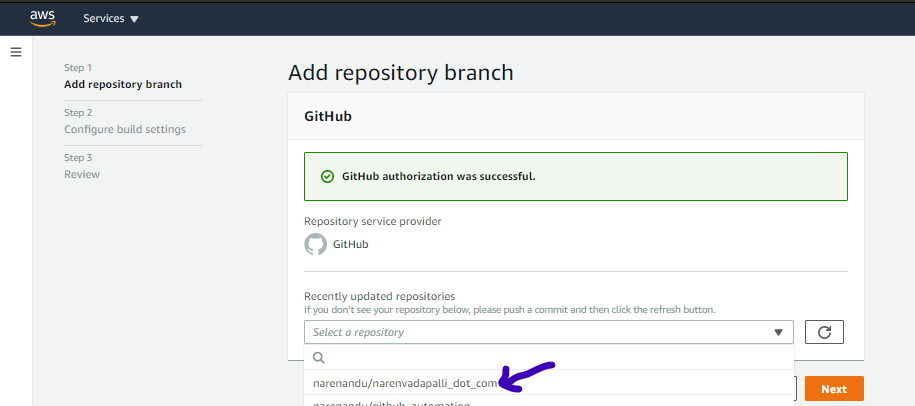 aws
Services
Step 1
Add repository branch
Step 2
Configure build settings
Step 3
Review
Add repository branch
GitHub
GitHub authorization was successful.
Repository service provider
GitHub
Recently updated repositories
If you don't see your repository below, please push a commit and then click the refresh button.
Select a repository
narenandu/narenvadapalli_dot_com
narenandu/github_automation
Next